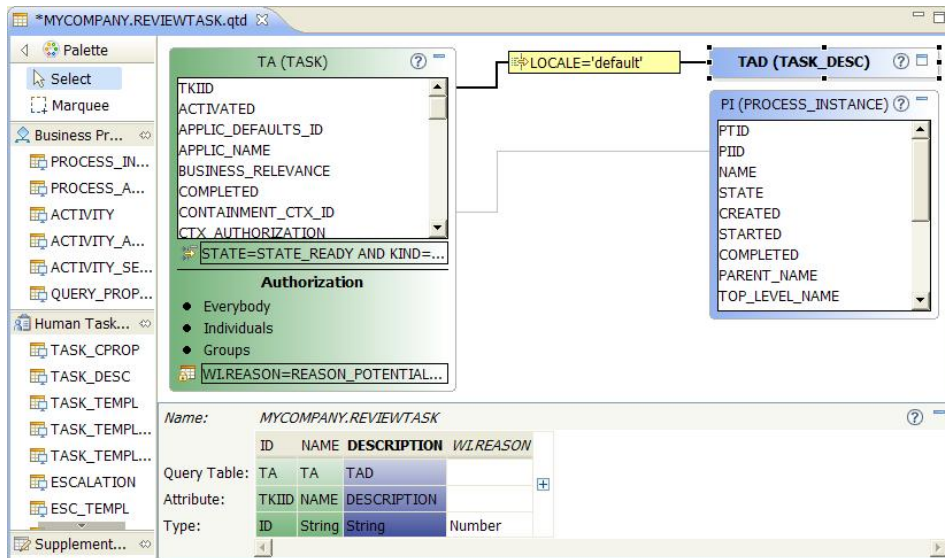 *MYCOMPANY.REVIEWTASK.qtd
Palette
Select
Marquee
Business Pr...
PROCESS_IN...
PROCESS_A...
ACTIVITY
ACTIVITY_A...
ACTIVITY_SE...
QUERY_PROP...
Human Task...
TASK_CPROP
TASK_DESC
TASK_TEMPL
TASK_TEMPL...
TASK_TEMPL...
ESCALATION
ESC_TEMPL
Supplement...
TA (TASK)
TKIID
ACTIVATED
APPLIC_DEFAULTS_ID
APPLIC_NAME
BUSINESS_RELEVANCE
COMPLETED
CONTAINMENT_CTX_ID
CTX_AUTHORIZATION
STATE=STATE_READY AND KIND=...
Authorization
• Everybody
• Individuals
• Groups
WI.REASON=REASON_POTENTIAL...
LOCALE='default'
TAD (TASK_DESC)
PI (PROCESS_INSTANCE)
PTID
PIID
NAME
STATE
CREATED
STARTED
COMPLETED
PARENT_NAME
TOP_LEVEL_NAME
Name: MYCOMPANY.REVIEWTASK
ID NAME DESCRIPTION WI.REASON
Query Table: TA TA TAD
Attribute: TKIID NAME DESCRIPTION
Type: ID String String Number